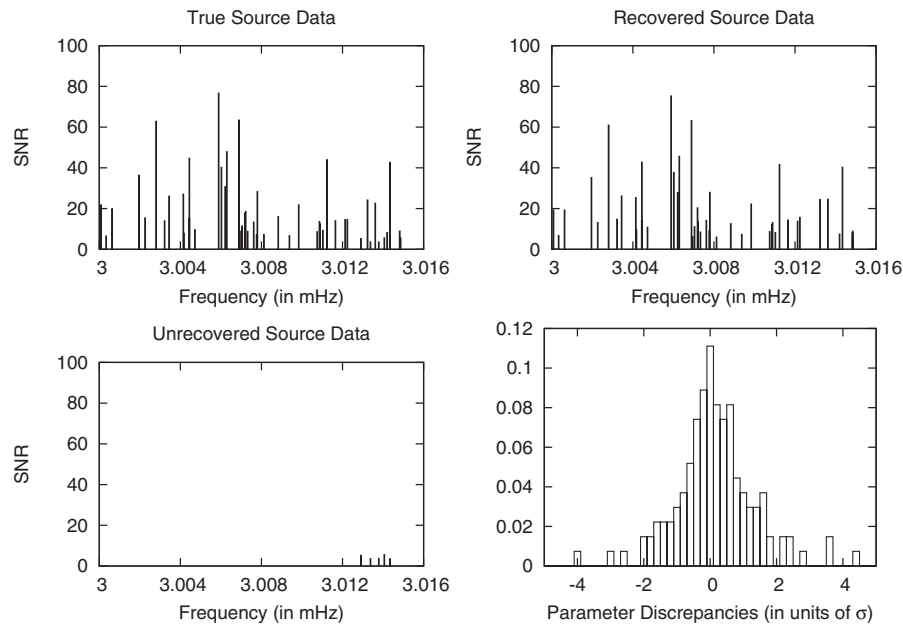 True Source Data
100
80
60
40
20
0
SNR
3 3.004 3.008 3.012 3.016
Frequency (in mHz)
Recovered Source Data
100
80
60
40
20
0
SNR
3 3.004 3.008 3.012 3.016
Frequency (in mHz)
Unrecovered Source Data
100
80
60
40
20
0
SNR
3 3.004 3.008 3.012 3.016
Frequency (in mHz)
0.12
0.1
0.08
0.06
0.04
0.02
0
-4 -2 0 2 4
Parameter Discrepancies (in units of σ)